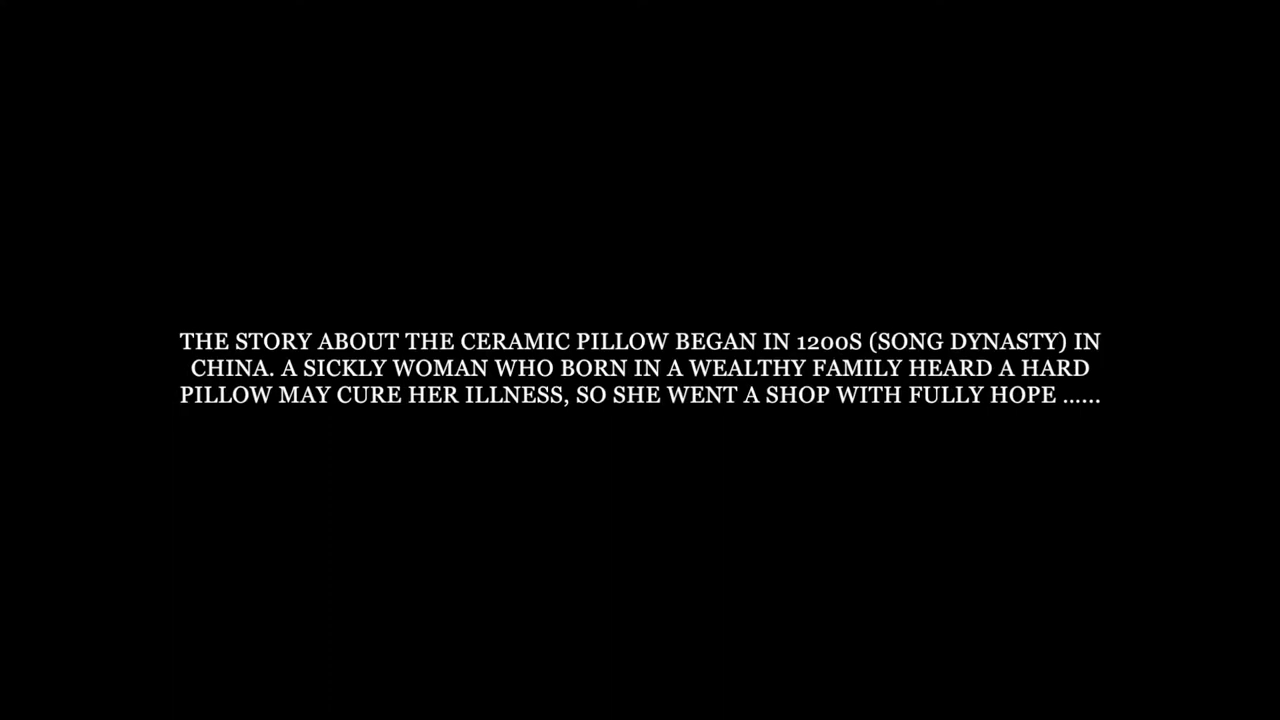 THE STORY ABOUT THE CERAMIC PILLOW BEGAN IN 1200S (SONG DYNASTY) IN
CHINA. A SICKLY WOMAN WHO BORN IN A WEALTHY FAMILY HEARD A HARD
PILLOW MAY CURE HER ILLNESS, SO SHE WENT A SHOP WITH FULLY HOPE ......